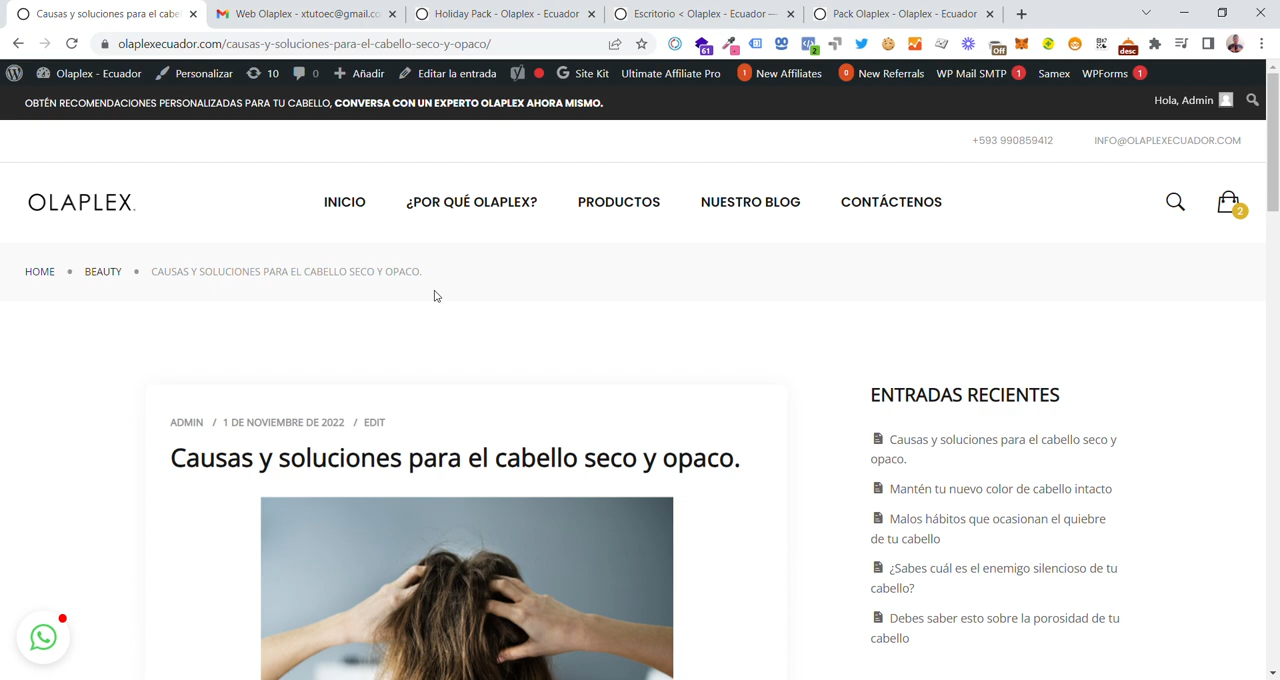 Causas y soluciones para el cabe
Web Olaplex - xtutoec@gmail.co
Holiday Pack - Olaplex - Ecuador
Escritorio < Olaplex - Ecuador —
Pack Olaplex - Olaplex - Ecuador
olaplexecuador.com/causas-y-soluciones-para-el-cabello-seco-y-opaco/
61
2
Off
desc
Olaplex - Ecuador
Personalizar
10
0
Añadir
Editar la entrada
Site Kit
Ultimate Affiliate Pro
1 New Affiliates
0 New Referrals
WP Mail SMTP 1
Samex
WPForms 1
OBTÉN RECOMENDACIONES PERSONALIZADAS PARA TU CABELLO, CONVERSA CON UN EXPERTO OLAPLEX AHORA MISMO.
Hola, Admin
+593 990859412
INFO@OLAPLEXECUADOR.COM
OLAPLEX.
INICIO
¿POR QUÉ OLAPLEX?
PRODUCTOS
NUESTRO BLOG
CONTÁCTENOS
2
HOME • BEAUTY • CAUSAS Y SOLUCIONES PARA EL CABELLO SECO Y OPACO.
ADMIN / 1 DE NOVIEMBRE DE 2022 / EDIT
Causas y soluciones para el cabello seco y opaco.
ENTRADAS RECIENTES
Causas y soluciones para el cabello seco y
opaco.
Mantén tu nuevo color de cabello intacto
Malos hábitos que ocasionan el quiebre
de tu cabello
¿Sabes cuál es el enemigo silencioso de tu
cabello?
Debes saber esto sobre la porosidad de tu
cabello